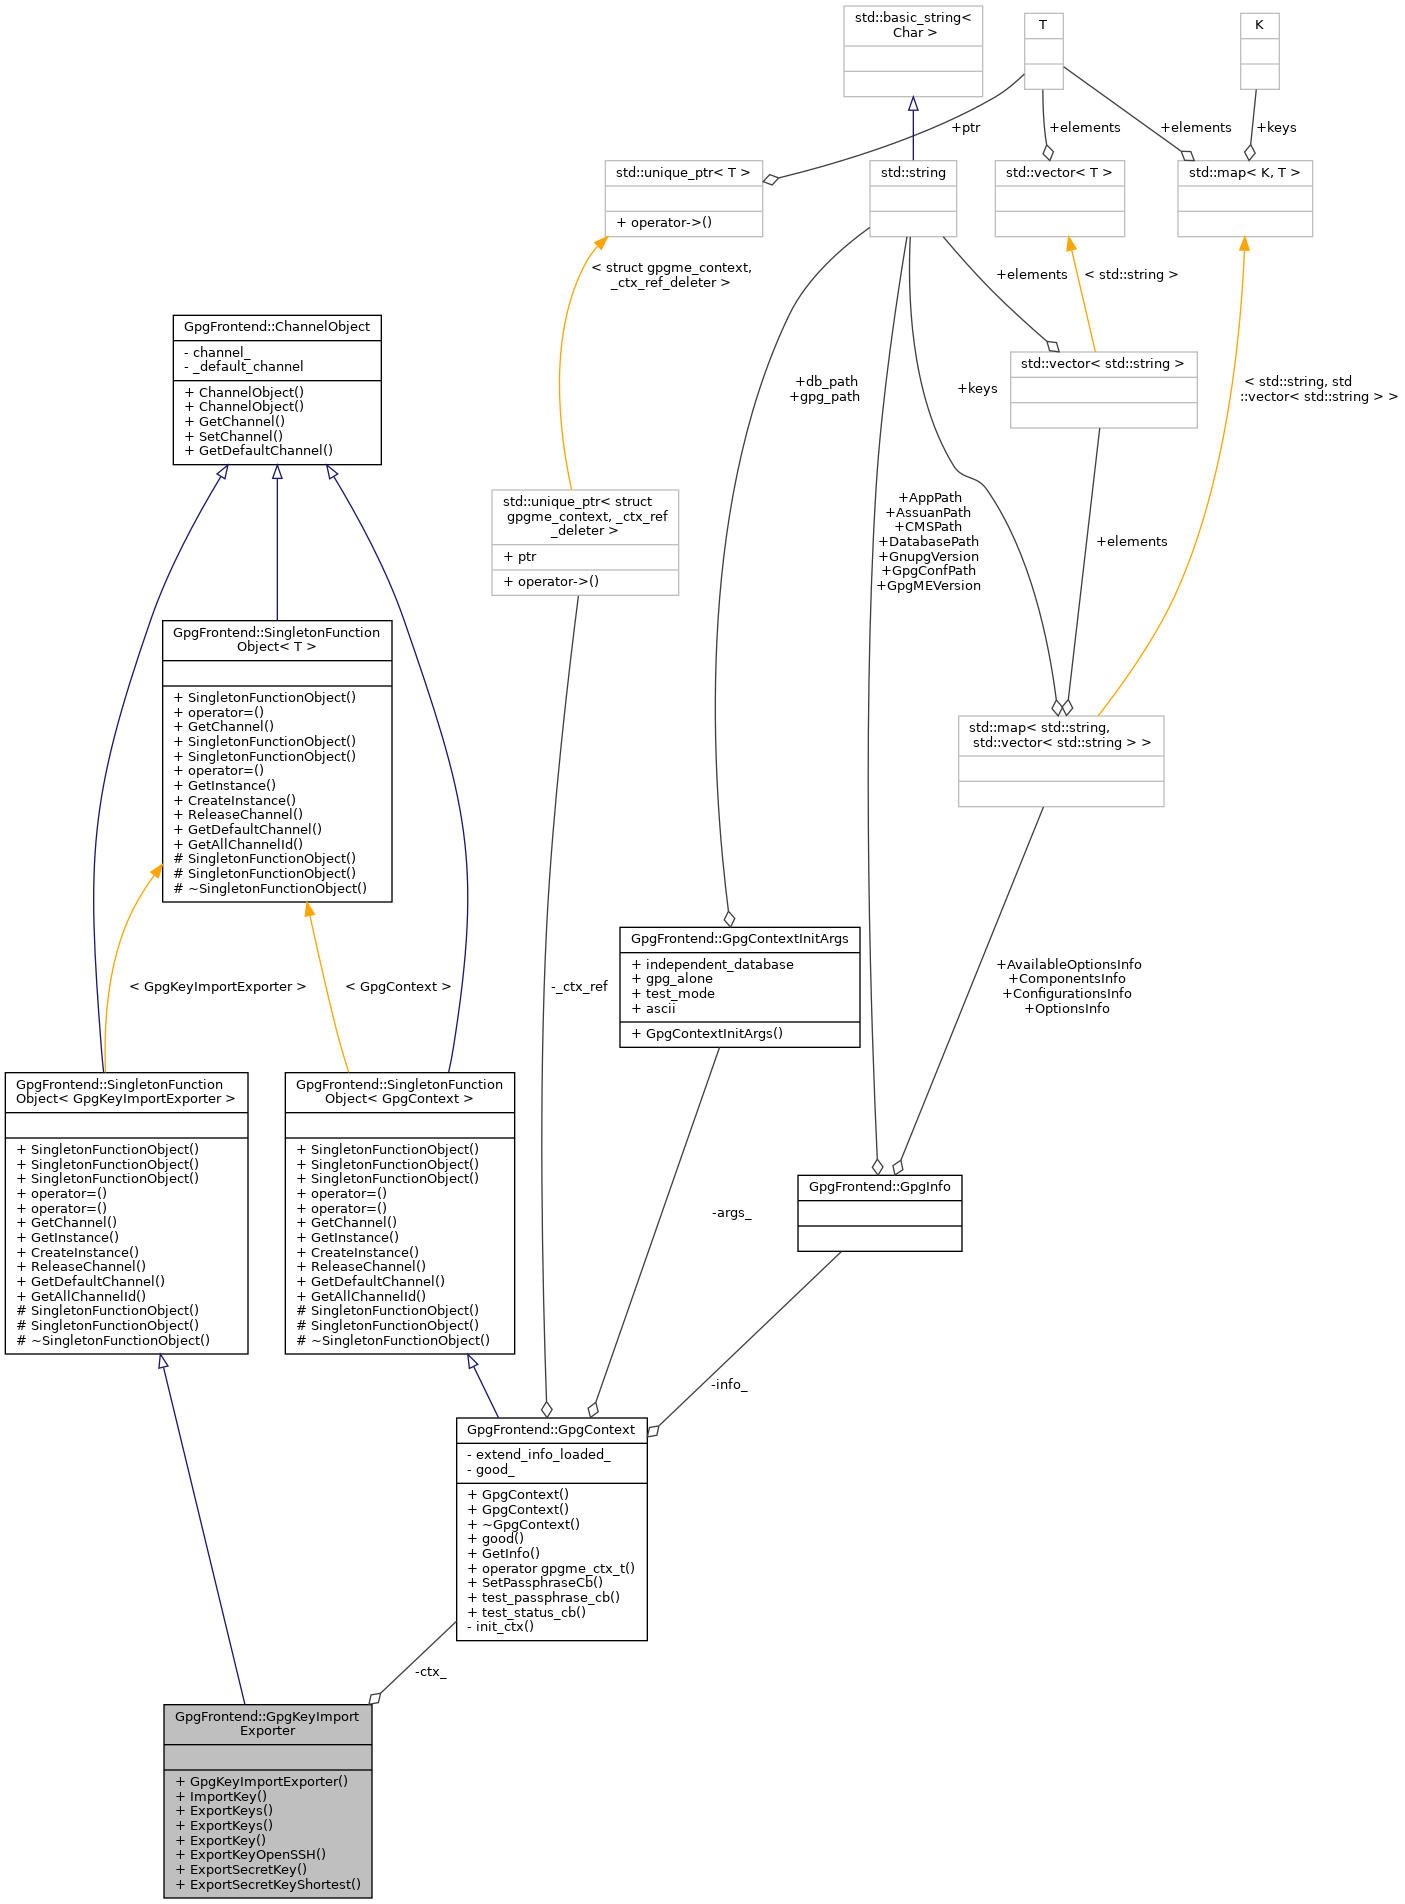 std::basic_string<
Char >
T
K
+ptr
+elements
+elements
+keys
std::unique_ptr< T >
+ operator->()
std::string
std::vector< T >
std::map< K, T >
< struct gpgme_context,
_ctx_ref_deleter >
+elements
< std::string >
GpgFrontend::ChannelObject
- channel_
- _default_channel
+ ChannelObject()
+ ChannelObject()
+ GetChannel()
+ SetChannel()
+ GetDefaultChannel()
+db_path
+gpg_path
+keys
std::vector< std::string >
< std::string, std
::vector< std::string > >
std::unique_ptr< struct
gpgme_context, _ctx_ref
_deleter >
+ ptr
+ operator->()
+AppPath
+AssuanPath
+CMSPath
+DatabasePath
+GnupgVersion
+GpgConfPath
+GpgMEVersion
+elements
GpgFrontend::SingletonFunction
Object< T >
+ SingletonFunctionObject()
+ operator=()
+ GetChannel()
+ SingletonFunctionObject()
+ SingletonFunctionObject()
+ operator=()
+ GetInstance()
+ CreateInstance()
+ ReleaseChannel()
+ GetDefaultChannel()
+ GetAllChannelId()
# SingletonFunctionObject()
# SingletonFunctionObject()
# ~SingletonFunctionObject()
std::map< std::string,
std::vector< std::string > >
< GpgKeyImportExporter >
< GpgContext >
-_ctx_ref
GpgFrontend::GpgContextInitArgs
+ independent_database
+ gpg_alone
+ test_mode
+ ascii
+ GpgContextInitArgs()
+AvailableOptionsInfo
+ComponentsInfo
+ConfigurationsInfo
+OptionsInfo
GpgFrontend::SingletonFunction
Object< GpgKeyImportExporter >
+ SingletonFunctionObject()
+ SingletonFunctionObject()
+ SingletonFunctionObject()
+ operator=()
+ operator=()
+ GetChannel()
+ GetInstance()
+ CreateInstance()
+ ReleaseChannel()
+ GetDefaultChannel()
+ GetAllChannelId()
# SingletonFunctionObject()
# SingletonFunctionObject()
# ~SingletonFunctionObject()
GpgFrontend::SingletonFunction
Object< GpgContext >
+ SingletonFunctionObject()
+ SingletonFunctionObject()
+ SingletonFunctionObject()
+ operator=()
+ operator=()
+ GetChannel()
+ GetInstance()
+ CreateInstance()
+ ReleaseChannel()
+ GetDefaultChannel()
+ GetAllChannelId()
# SingletonFunctionObject()
# SingletonFunctionObject()
# ~SingletonFunctionObject()
-args_
GpgFrontend::GpgInfo
-info_
GpgFrontend::GpgContext
- extend_info_loaded_
- good_
+ GpgContext()
+ GpgContext()
+ ~GpgContext()
+ good()
+ GetInfo()
+ operator gpgme_ctx_t()
+ SetPassphraseCb()
+ test_passphrase_cb()
+ test_status_cb()
- init_ctx()
-ctx_
GpgFrontend::GpgKeyImport
Exporter
+ GpgKeyImportExporter()
+ ImportKey()
+ ExportKeys()
+ ExportKeys()
+ ExportKey()
+ ExportKeyOpenSSH()
+ ExportSecretKey()
+ ExportSecretKeyShortest()